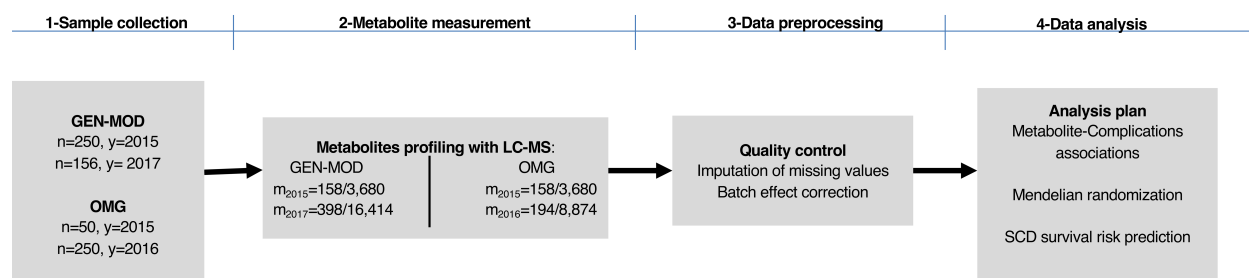 1-Sample collection
2-Metabolite measurement
3-Data preprocessing
4-Data analysis
GEN-MOD
n=250, y=2015
n=156, y= 2017
OMG
n=50, y=2015
n=250, y=2016
Metabolites profiling with LC-MS:
GEN-MOD
m2015=158/3,680
m2017=398/16,414
OMG
m2015=158/3,680
m2016=194/8,874
Quality control
Imputation of missing values
Batch effect correction
Analysis plan
Metabolite-Complications
associations
Mendelian randomization
SCD survival risk prediction